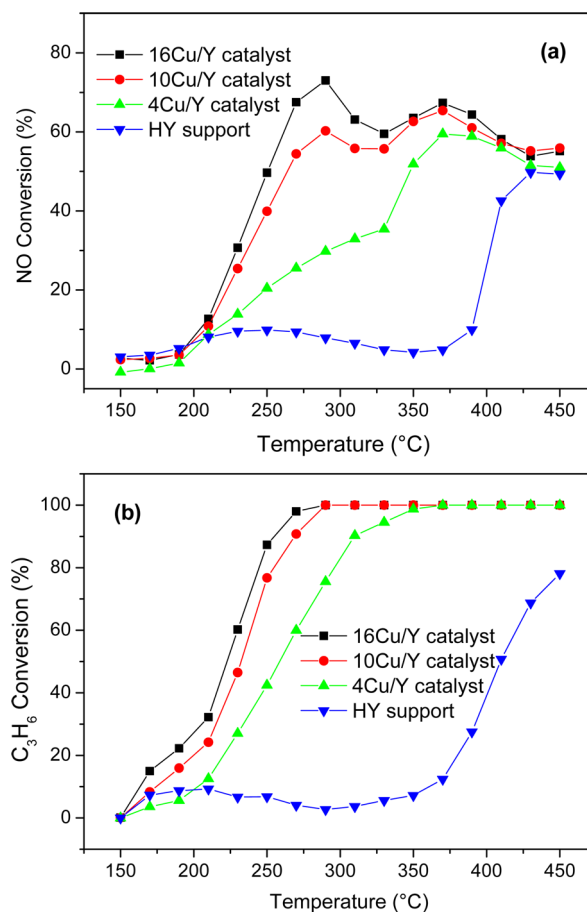 (a)
16Cu/Y catalyst
10Cu/Y catalyst
4Cu/Y catalyst
HY support
NO Conversion (%)
80
60
40
20
0
150 200 250 300 350 400 450
Temperature (°C)
(b)
C₃H₆ Conversion (%)
100
80
60
40
20
0
16Cu/Y catalyst
10Cu/Y catalyst
4Cu/Y catalyst
HY support
150 200 250 300 350 400 450
Temperature (°C)